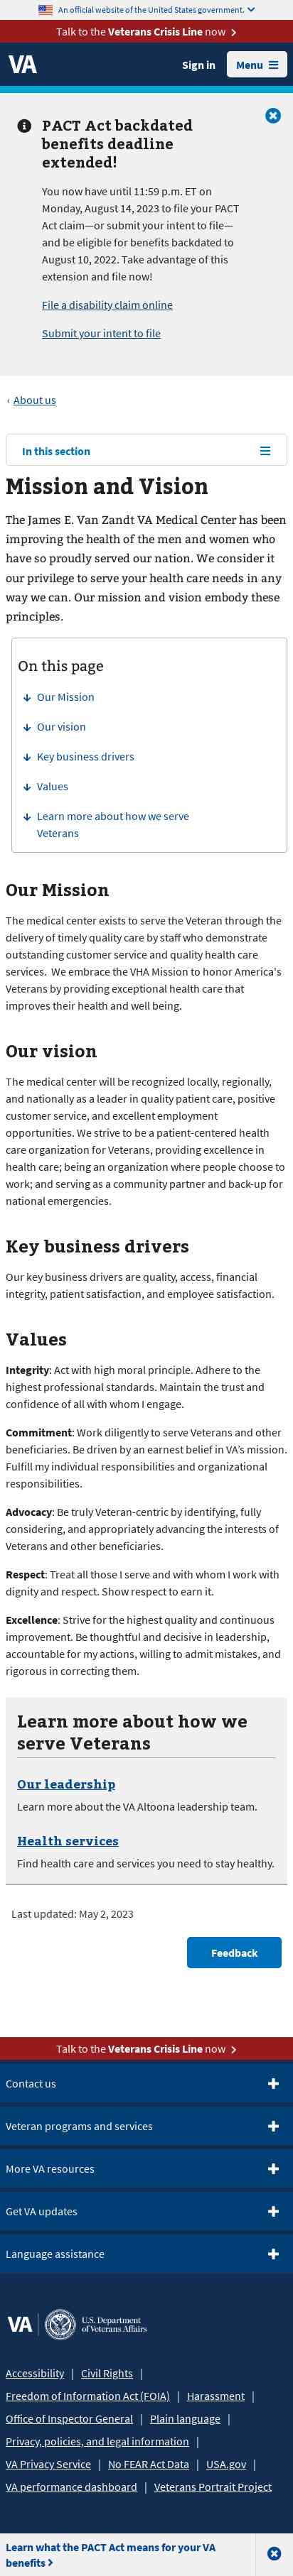 An official website of the United States government.
Talk to the Veterans Crisis Line now
VA
Sign in
Menu
PACT Act backdated
benefits deadline
extended!
You now have until 11:59 p.m. ET on
Monday, August 14, 2023 to file your PACT
Act claim—or submit your intent to file—
and be eligible for benefits backdated to
August 10, 2022. Take advantage of this
extension and file now!
File a disability claim online
Submit your intent to file
‹ About us
In this section
Mission and Vision
The James E. Van Zandt VA Medical Center has been
improving the health of the men and women who
have so proudly served our nation. We consider it
our privilege to serve your health care needs in any
way we can. Our mission and vision embody these
principles.
On this page
Our Mission
Our vision
Key business drivers
Values
Learn more about how we serve
Veterans
Our Mission
The medical center exists to serve the Veteran through the
delivery of timely quality care by staff who demonstrate
outstanding customer service and quality health care
services. We embrace the VHA Mission to honor America's
Veterans by providing exceptional health care that
improves their health and well being.
Our vision
The medical center will be recognized locally, regionally,
and nationally as a leader in quality patient care, positive
customer service, and excellent employment
opportunities. We strive to be a patient-centered health
care organization for Veterans, providing excellence in
health care; being an organization where people choose to
work; and serving as a community partner and back-up for
national emergencies.
Key business drivers
Our key business drivers are quality, access, financial
integrity, patient satisfaction, and employee satisfaction.
Values
Integrity: Act with high moral principle. Adhere to the
highest professional standards. Maintain the trust and
confidence of all with whom I engage.
Commitment: Work diligently to serve Veterans and other
beneficiaries. Be driven by an earnest belief in VA's mission.
Fulfill my individual responsibilities and organizational
responsibilities.
Advocacy: Be truly Veteran-centric by identifying, fully
considering, and appropriately advancing the interests of
Veterans and other beneficiaries.
Respect: Treat all those I serve and with whom I work with
dignity and respect. Show respect to earn it.
Excellence: Strive for the highest quality and continuous
improvement. Be thoughtful and decisive in leadership,
accountable for my actions, willing to admit mistakes, and
rigorous in correcting them.
Learn more about how we
serve Veterans
Our leadership
Learn more about the VA Altoona leadership team.
Health services
Find health care and services you need to stay healthy.
Last updated: May 2, 2023
Feedback
Talk to the Veterans Crisis Line now
Contact us
Veteran programs and services
More VA resources
Get VA updates
Language assistance
VA U.S. Department
of Veterans Affairs
Accessibility | Civil Rights |
Freedom of Information Act (FOIA) | Harassment |
Office of Inspector General | Plain language |
Privacy, policies, and legal information |
VA Privacy Service | No FEAR Act Data | USA.gov |
VA performance dashboard | Veterans Portrait Project
Learn what the PACT Act means for your VA
benefits